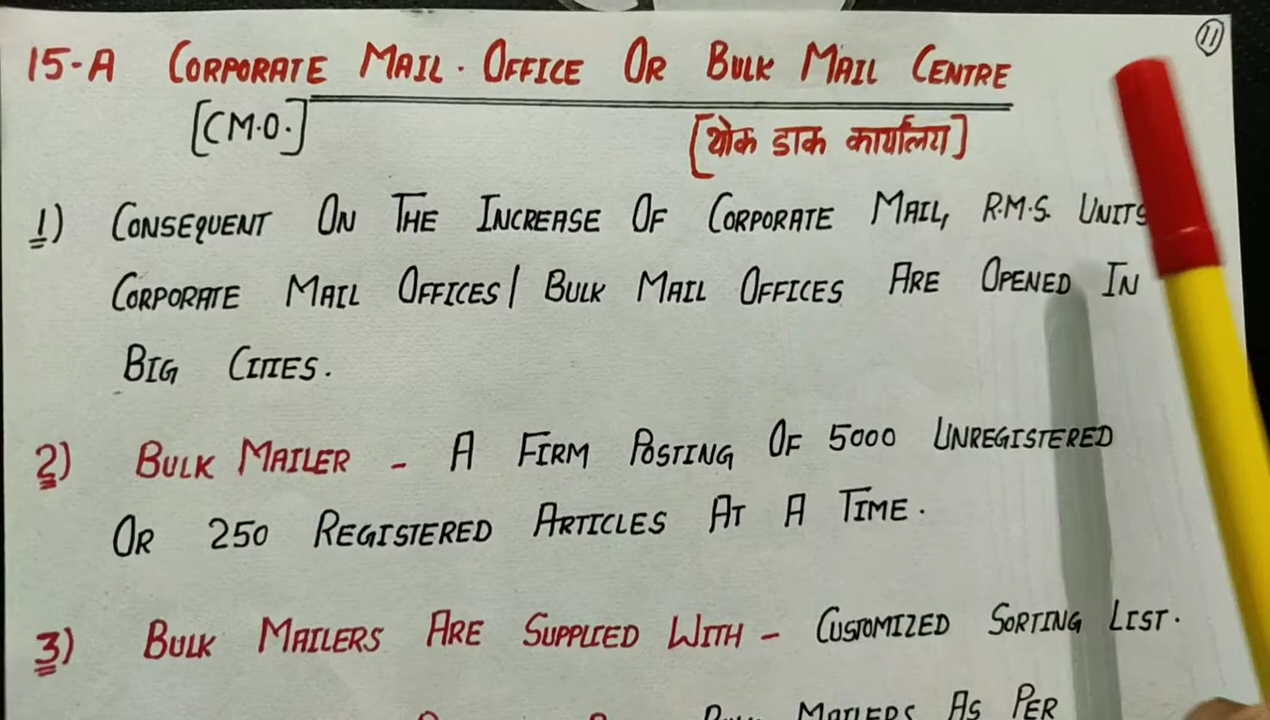 11
15-A CORPORATE MAIL. OFFICE OR BULK MAIL CENTRE
[C M.O.] [थोक डाक कार्यालय]
1) CONSEQUENT ON THE INCREASE OF CORPORATE MAIL, R.M.S. UNITS
CORPORATE MAIL OFFICES/ BULK MAIL OFFICES ARE OPENED IN
BIG CITIES.
2) BULK MAILER - A FIRM POSTING OF 5000 UNREGISTERED
OR 250 REGISTERED ARTICLES AT A TIME.
3) BULK MAILERS ARE SUPPLIED WITH - CUSTOMIZED SORTING LIST.
BULK MAILERS AS PER